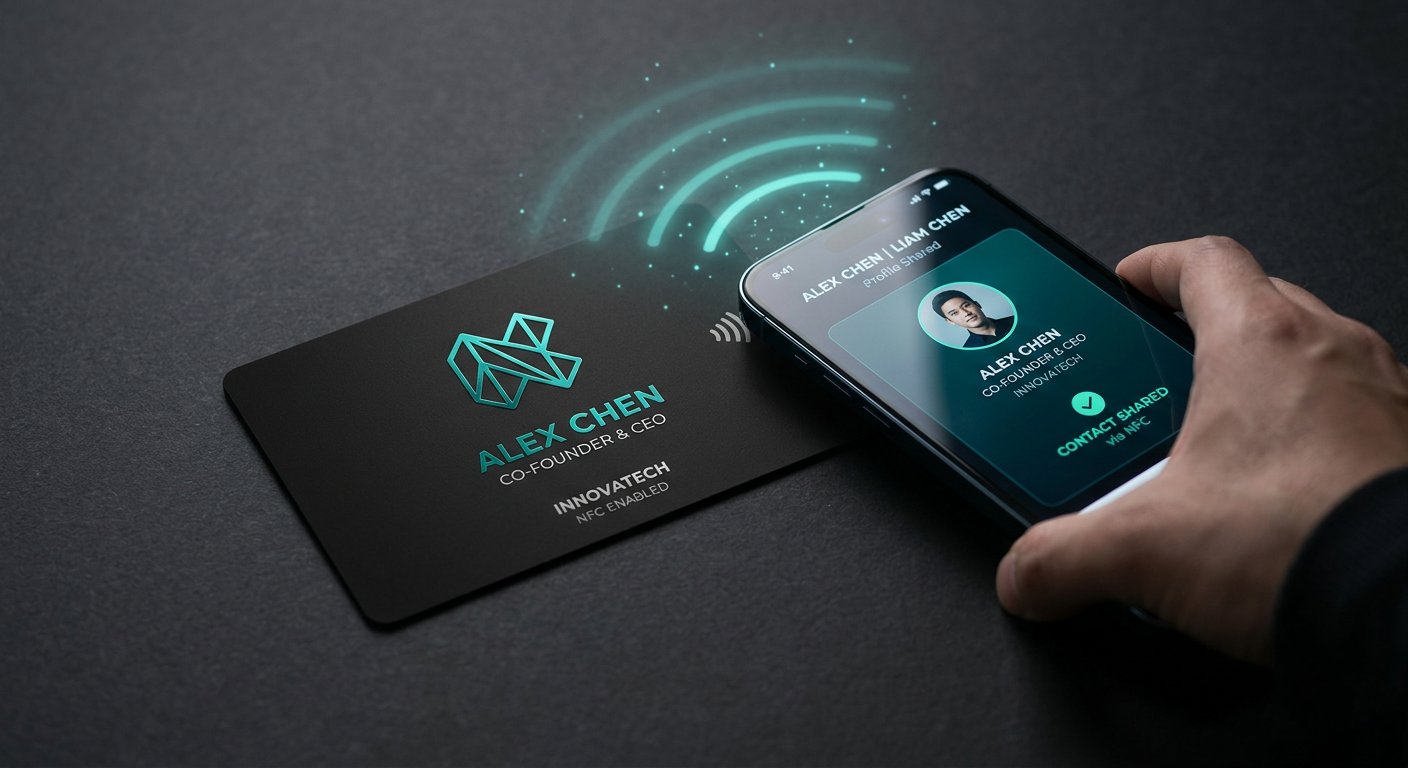 ALEX CHEN
CO-FOUNDER & CEO
INNOVATECH
NFC ENABLED
9:41
ALEX CHEN | LIAM CHEN
Profile Shared
ALEX CHEN
CO-FOUNDER & CEO
INNOVATECH
CONTACT SHARED
via NFC